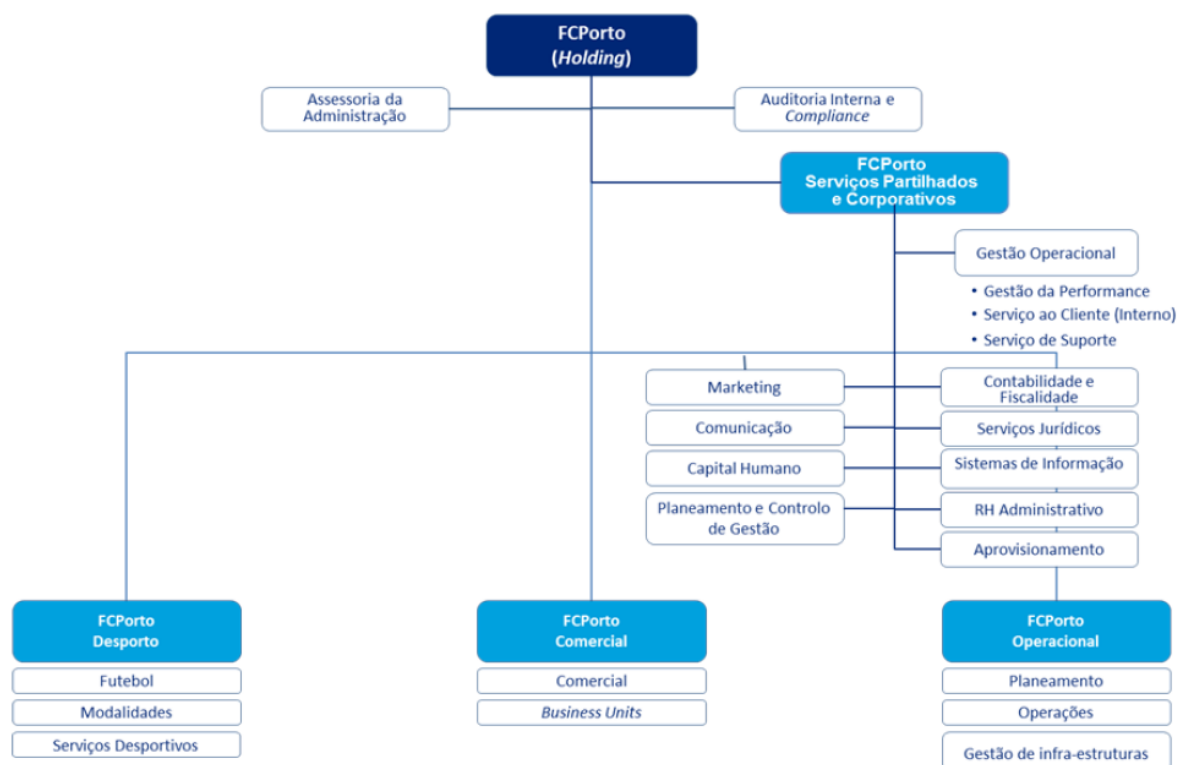 FCPorto
(Holding)
Assessoria da
Administração
Auditoria Interna e
Compliance
FCPorto
Serviços Partilhados
e Corporativos
Gestão Operacional
• Gestão da Performance
• Serviço ao Cliente (Interno)
• Serviço de Suporte
Marketing
Comunicação
Capital Humano
Planeamento e Controlo
de Gestão
Contabilidade e
Fiscalidade
Serviços Jurídicos
Sistemas de Informação
RH Administrativo
Aprovisionamento
FCPorto
Desporto
Futebol
Modalidades
Serviços Desportivos
FCPorto
Comercial
Comercial
Business Units
FCPorto
Operacional
Planeamento
Operações
Gestão de infra-estruturas